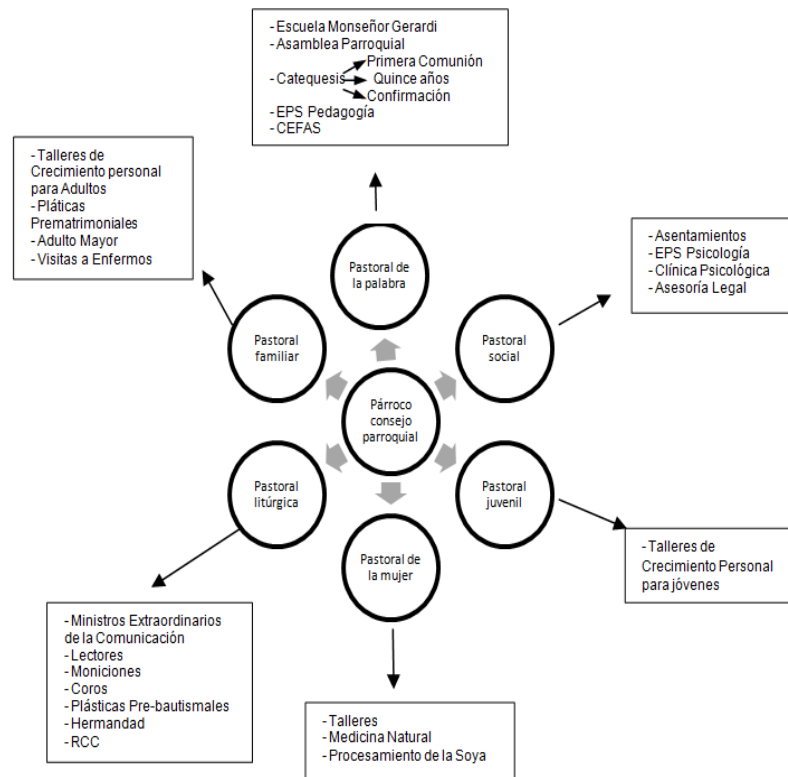 - Escuela Monseñor Gerardi
- Asamblea Parroquial
Primera Comunión
- Catequesis
Quince años
Confirmación
- EPS Pedagogía
- CEFAS
- Talleres de
Crecimiento personal
para Adultos
- Pláticas
Prematrimoniales
- Adulto Mayor
- Visitas a Enfermos
Pastoral de
la palabra
- Asentamientos
- EPS Psicología
- Clínica Psicológica
- Asesoría Legal
Pastoral
familiar
Pastoral
social
Párroco
consejo
parroquial
Pastoral
litúrgica
Pastoral
juvenil
Pastoral de
la mujer
- Talleres de
Crecimiento Personal
para jóvenes
- Ministros Extraordinarios
de la Comunicación
- Lectores
- Moniciones
- Coros
- Plásticas Pre-bautismales
- Hermandad
- RCC
- Talleres
- Medicina Natural
- Procesamiento de la Soya